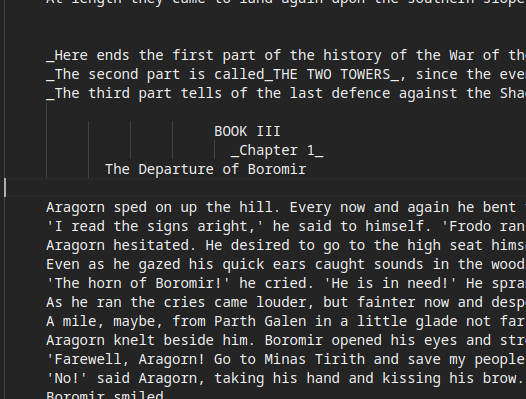 At length they came to land again upon the southern slope
_Here ends the first part of the history of the War of the
_The second part is called_THE TWO TOWERS_, since the eve
_The third part tells of the last defence against the Sha
BOOK III
_Chapter 1_
The Departure of Boromir
Aragorn sped on up the hill. Every now and again he bent
'I read the signs aright,' he said to himself. 'Frodo ran
Aragorn hesitated. He desired to go to the high seat hims
Even as he gazed his quick ears caught sounds in the wood
'The horn of Boromir!' he cried. 'He is in need!' He spra
As he ran the cries came louder, but fainter now and desp
A mile, maybe, from Parth Galen in a little glade not far
Aragorn knelt beside him. Boromir opened his eyes and str
'Farewell, Aragorn! Go to Minas Tirith and save my people
'No!' said Aragorn, taking his hand and kissing his brow.
Boromir smiled.